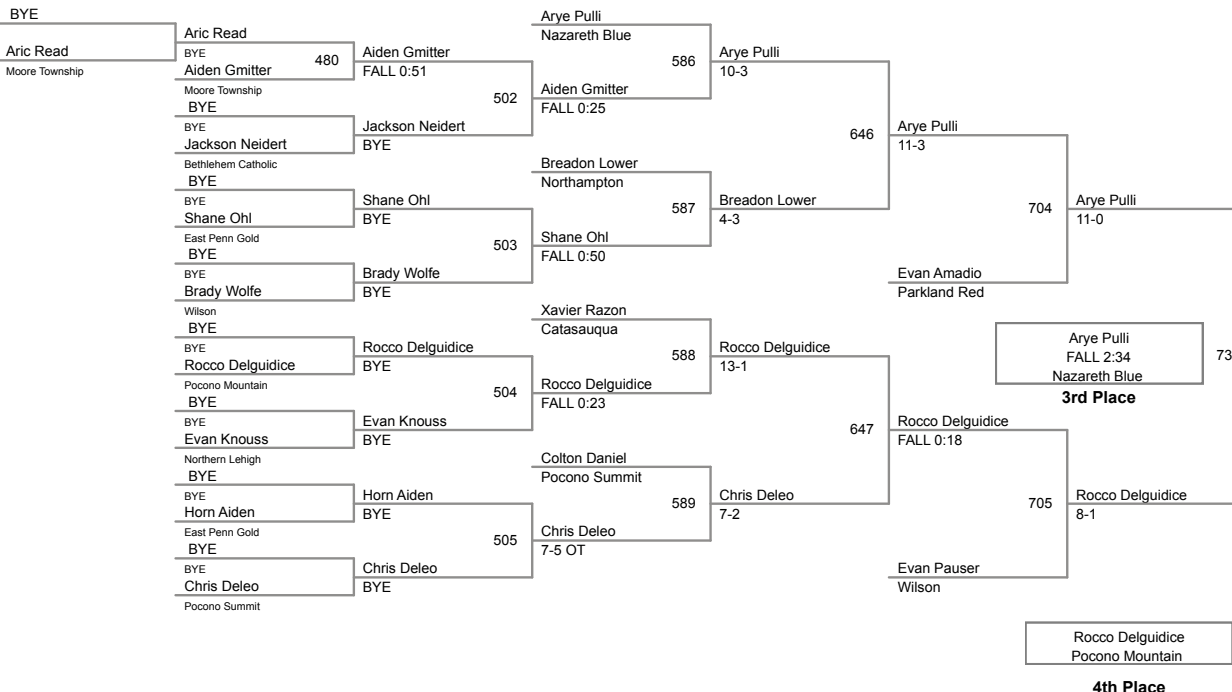 BYE
Aric Read
Moore Township
Aric Read
BYE
Aiden Gmitter
Moore Township
BYE
BYE
Jackson Neidert
Bethlehem Catholic
BYE
BYE
Shane Ohl
East Penn Gold
BYE
BYE
Brady Wolfe
Wilson
BYE
BYE
Rocco Delguidice
Pocono Mountain
BYE
BYE
Evan Knouss
Northern Lehigh
BYE
BYE
Horn Aiden
East Penn Gold
BYE
BYE
Chris Deleo
Pocono Summit
480
Aiden Gmitter
FALL 0:51
Jackson Neidert
BYE
Shane Ohl
BYE
Brady Wolfe
BYE
Rocco Delguidice
BYE
Evan Knouss
BYE
Horn Aiden
BYE
Chris Deleo
BYE
502
503
504
505
Arye Pulli
Nazareth Blue
Aiden Gmitter
FALL 0:25
Breadon Lower
Northampton
Shane Ohl
FALL 0:50
Xavier Razon
Catasauqua
Rocco Delguidice
FALL 0:23
Colton Daniel
Pocono Summit
Chris Deleo
7-5 OT
586
587
588
589
Arye Pulli
10-3
Breadon Lower
4-3
Rocco Delguidice
13-1
Chris Deleo
7-2
646
647
Arye Pulli
11-3
Evan Amadio
Parkland Red
Rocco Delguidice
FALL 0:18
Evan Pauser
Wilson
704
705
Arye Pulli
11-0
Rocco Delguidice
8-1
Arye Pulli
FALL 2:34
Nazareth Blue
3rd Place
73
Rocco Delguidice
Pocono Mountain
4th Place